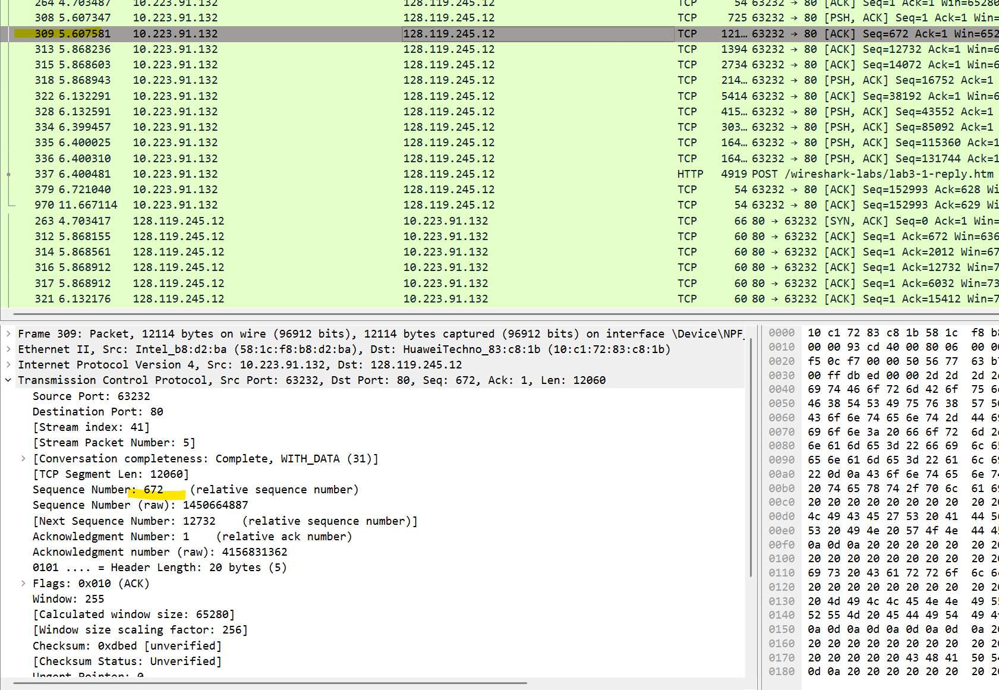 264 4.703487 10.223.91.132 128.119.245.12 TCP 54 63232 → 80 [ACK] Seq=1 Ack=1 Win=65280
308 5.607347 10.223.91.132 128.119.245.12 TCP 725 63232 → 80 [PSH, ACK] Seq=1 Ack=1 Win=
309 5.607581 10.223.91.132 128.119.245.12 TCP 121… 63232 → 80 [ACK] Seq=672 Ack=1 Win=652
313 5.868236 10.223.91.132 128.119.245.12 TCP 1394 63232 → 80 [ACK] Seq=12732 Ack=1 Win=6
315 5.868603 10.223.91.132 128.119.245.12 TCP 2734 63232 → 80 [ACK] Seq=14072 Ack=1 Win=6
318 5.868943 10.223.91.132 128.119.245.12 TCP 214… 63232 → 80 [PSH, ACK] Seq=16752 Ack=1
322 6.132291 10.223.91.132 128.119.245.12 TCP 5414 63232 → 80 [ACK] Seq=38192 Ack=1 Win=6
328 6.132591 10.223.91.132 128.119.245.12 TCP 415… 63232 → 80 [PSH, ACK] Seq=43552 Ack=1
334 6.399457 10.223.91.132 128.119.245.12 TCP 303… 63232 → 80 [PSH, ACK] Seq=85092 Ack=1
335 6.400025 10.223.91.132 128.119.245.12 TCP 164… 63232 → 80 [PSH, ACK] Seq=115360 Ack=1
336 6.400310 10.223.91.132 128.119.245.12 TCP 164… 63232 → 80 [PSH, ACK] Seq=131744 Ack=1
337 6.400481 10.223.91.132 128.119.245.12 HTTP 4919 POST /wireshark-labs/lab3-1-reply.htm
379 6.721040 10.223.91.132 128.119.245.12 TCP 54 63232 → 80 [ACK] Seq=152993 Ack=628 Wi
970 11.667114 10.223.91.132 128.119.245.12 TCP 54 63232 → 80 [ACK] Seq=152993 Ack=629 Wi
263 4.703417 128.119.245.12 10.223.91.132 TCP 66 80 → 63232 [SYN, ACK] Seq=0 Ack=1 Win=
312 5.868155 128.119.245.12 10.223.91.132 TCP 60 80 → 63232 [ACK] Seq=1 Ack=672 Win=636
314 5.868561 128.119.245.12 10.223.91.132 TCP 60 80 → 63232 [ACK] Seq=1 Ack=2012 Win=67
316 5.868912 128.119.245.12 10.223.91.132 TCP 60 80 → 63232 [ACK] Seq=1 Ack=12732 Win=7
317 5.868912 128.119.245.12 10.223.91.132 TCP 60 80 → 63232 [ACK] Seq=1 Ack=6032 Win=73
321 6.132176 128.119.245.12 10.223.91.132 TCP 60 80 → 63232 [ACK] Seq=1 Ack=15412 Win=7
Frame 309: Packet, 12114 bytes on wire (96912 bits), 12114 bytes captured (96912 bits) on interface \Device\NPF_
Ethernet II, Src: Intel_b8:d2:ba (58:1c:f8:b8:d2:ba), Dst: HuaweiTechno_83:c8:1b (10:c1:72:83:c8:1b)
Internet Protocol Version 4, Src: 10.223.91.132, Dst: 128.119.245.12
Transmission Control Protocol, Src Port: 63232, Dst Port: 80, Seq: 672, Ack: 1, Len: 12060
Source Port: 63232
Destination Port: 80
[Stream index: 41]
[Stream Packet Number: 5]
[Conversation completeness: Complete, WITH_DATA (31)]
[TCP Segment Len: 12060]
Sequence Number: 672 (relative sequence number)
Sequence Number (raw): 1450664887
[Next Sequence Number: 12732 (relative sequence number)]
Acknowledgment Number: 1 (relative ack number)
Acknowledgment number (raw): 4156831362
0101 .... = Header Length: 20 bytes (5)
Flags: 0x010 (ACK)
Window: 255
[Calculated window size: 65280]
[Window size scaling factor: 256]
Checksum: 0xdbed [unverified]
[Checksum Status: Unverified]
Urgent Pointer: 0
0000 10 c1 72 83 c8 1b 58 1c f8 b8
0010 00 00 93 cd 40 00 80 06 00 00
0020 f5 0c f7 00 00 50 56 77 63 b7
0030 00 ff db ed 00 00 2d 2d 2d 2d
0040 69 74 46 6f 72 6d 42 6f 75 6e
0050 46 38 54 53 49 75 76 38 57 50
0060 43 6f 6e 74 65 6e 74 2d 44 69
0070 69 6f 6e 3a 20 66 6f 72 6d 2d
0080 6e 61 6d 65 3d 22 66 69 6c 65
0090 65 6e 61 6d 65 3d 22 61 6c 69
00a0 22 0d 0a 43 6f 6e 74 65 6e 74
00b0 20 74 65 78 74 2f 70 6c 61 69
00c0 20 20 20 20 20 20 20 20 20 20
00d0 4c 49 43 45 27 53 20 41 44 56
00e0 53 20 49 4e 20 57 4f 4e 44 45
00f0 0a 0d 0a 20 20 20 20 20 20 20
0100 20 20 20 20 20 20 20 20 20 20
0110 69 73 20 43 61 72 72 6f 6c 6c
0120 20 20 20 20 20 20 20 20 20 20
0130 20 4d 49 4c 4c 45 4e 4e 49 55
0140 52 55 4d 20 45 44 49 54 49 4f
0150 0a 0d 0a 0d 0a 0d 0a 0d 0a 20
0160 20 20 20 20 20 20 20 20 20 20
0170 20 20 20 20 20 43 48 41 50 54
0180 0d 0a 20 20 20 20 20 20 20 20